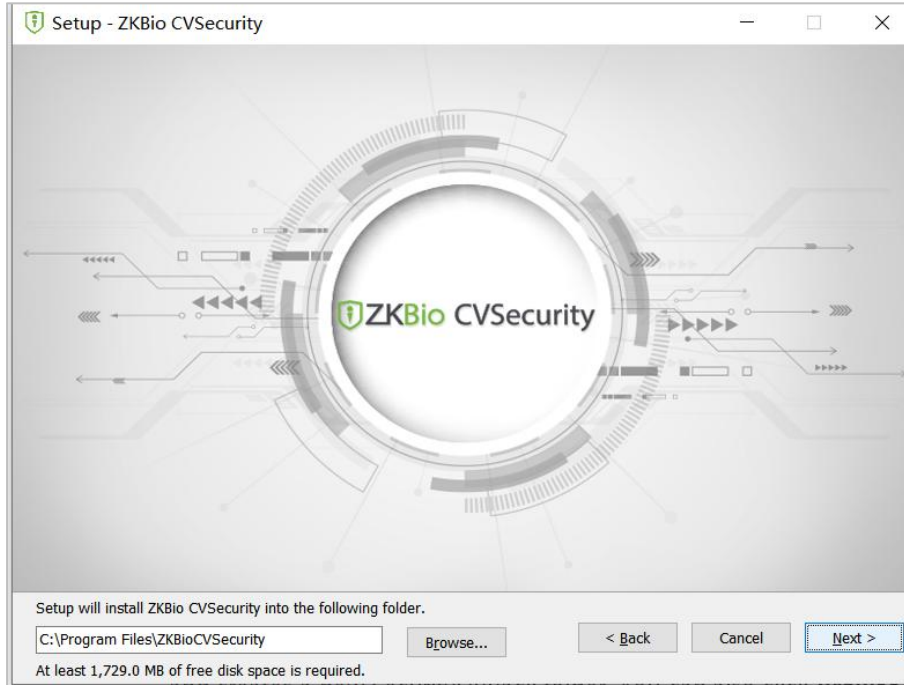 Setup - ZKBio CVSecurity
ZKBio CVSecurity
Setup will install ZKBio CVSecurity into the following folder.
C:\Program Files\ZKBioCVSecurity
Browse...
< Back
Cancel
Next >
At least 1,729.0 MB of free disk space is required.